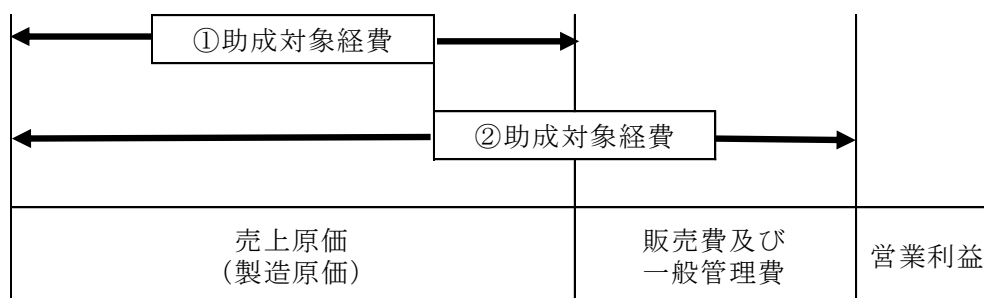 ①助成対象経費
②助成対象経費
売上原価
(製造原価)
販売費及び
一般管理費
営業利益